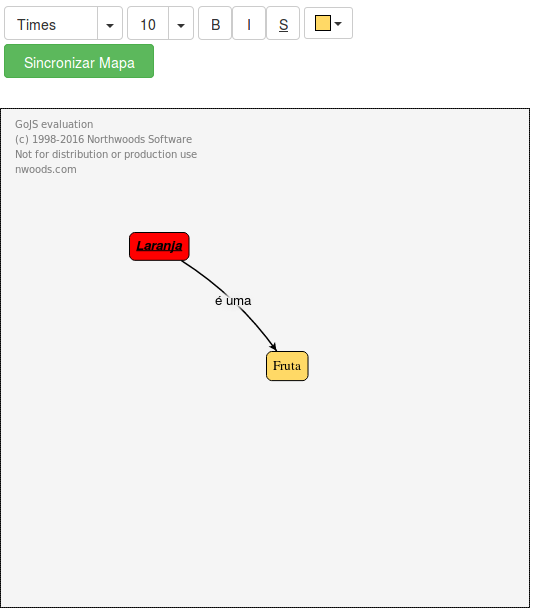 Times 10 B I S
Sincronizar Mapa
GoJS evaluation
(c) 1998-2016 Northwoods Software
Not for distribution or production use
nwoods.com
Laranja
é uma
Fruta